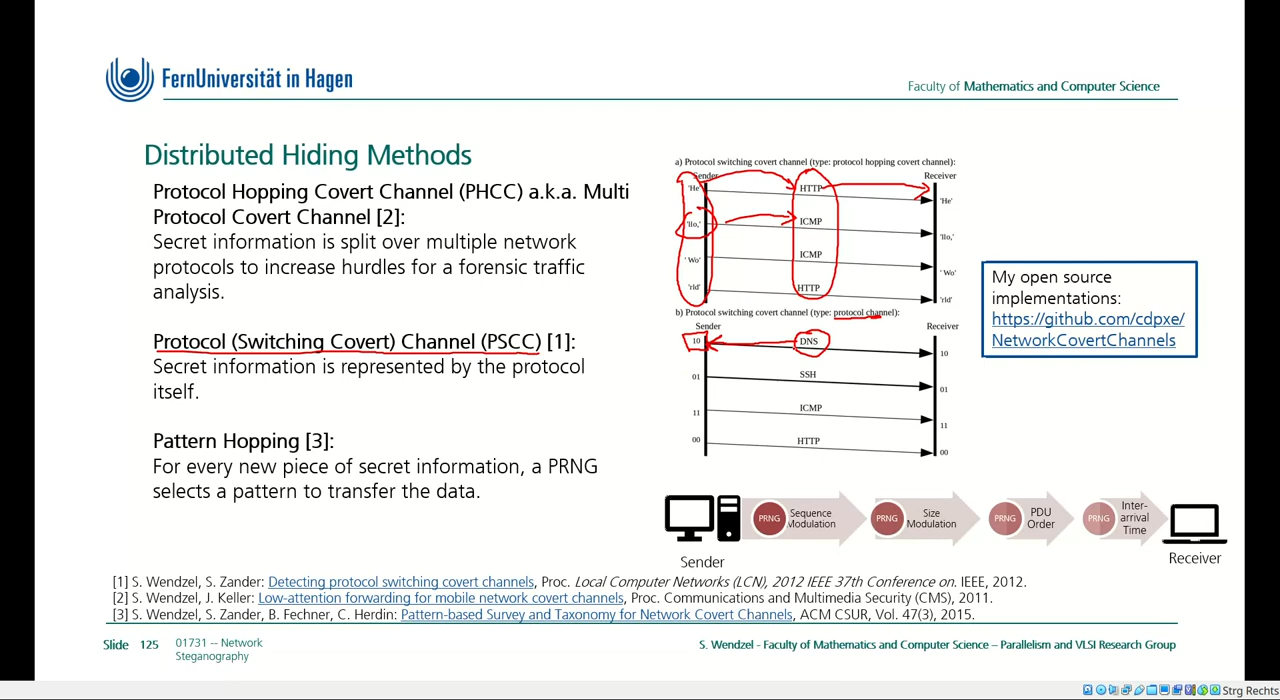 FernUniversität in Hagen
Faculty of Mathematics and Computer Science
Distributed Hiding Methods
Protocol Hopping Covert Channel (PHCC) a.k.a. Multi
Protocol Covert Channel [2]:
Secret information is split over multiple network
protocols to increase hurdles for a forensic traffic
analysis.
Protocol (Switching Covert) Channel (PSCC) [1]:
Secret information is represented by the protocol
itself.
Pattern Hopping [3]:
For every new piece of secret information, a PRNG
selects a pattern to transfer the data.
a) Protocol switching covert channel (type: protocol hopping covert channel):
Sender
Receiver
'He'
HTTP
'He'
'llo,'
ICMP
'llo,'
' Wo'
ICMP
' Wo'
'rld'
HTTP
'rld'
b) Protocol switching covert channel (type: protocol channel):
Sender
Receiver
10
DNS
10
01
SSH
01
11
ICMP
11
00
HTTP
00
My open source
implementations:
https://github.com/cdpxe/
NetworkCovertChannels
PRNG
Sequence
Modulation
PRNG
Size
Modulation
PRNG
PDU
Order
PRNG
Inter-
arrival
Time
Sender
Receiver
[1] S. Wendzel, S. Zander: Detecting protocol switching covert channels, Proc. Local Computer Networks (LCN), 2012 IEEE 37th Conference on. IEEE, 2012.
[2] S. Wendzel, J. Keller: Low-attention forwarding for mobile network covert channels, Proc. Communications and Multimedia Security (CMS), 2011.
[3] S. Wendzel, S. Zander, B. Fechner, C. Herdin: Pattern-based Survey and Taxonomy for Network Covert Channels, ACM CSUR, Vol. 47(3), 2015.
Slide 125
01731 -- Network
Steganography
S. Wendzel - Faculty of Mathematics and Computer Science – Parallelism and VLSI Research Group
Strg Rechts